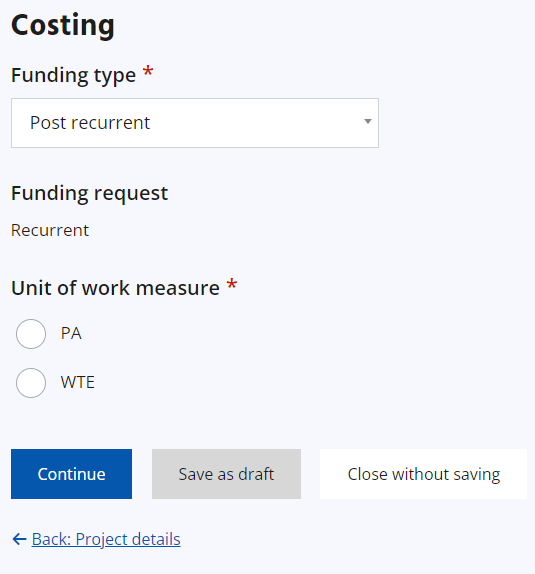 Costing
Funding type *
Post recurrent
Funding request
Recurrent
Unit of work measure *
PA
WTE
Continue Save as draft Close without saving
← Back: Project details